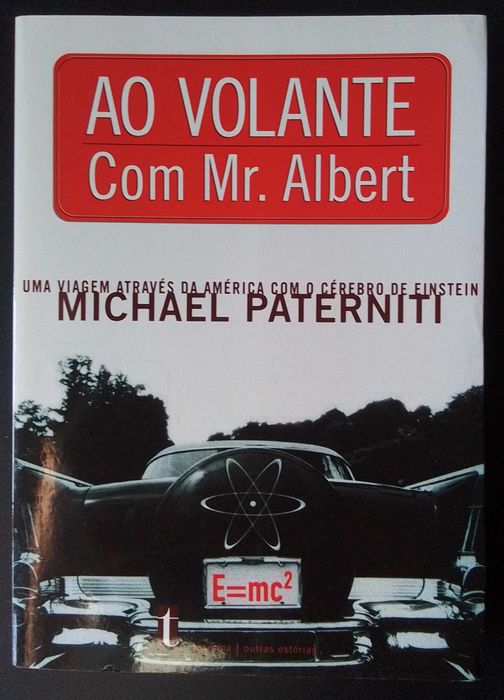 AO VOLANTE
Com Mr. Albert
UMA VIAGEM ATRAVÉS DA AMÉRICA COM O CÉREBRO DE EINSTEIN
MICHAEL PATERNITI
E=mc²
t
| outras estórias